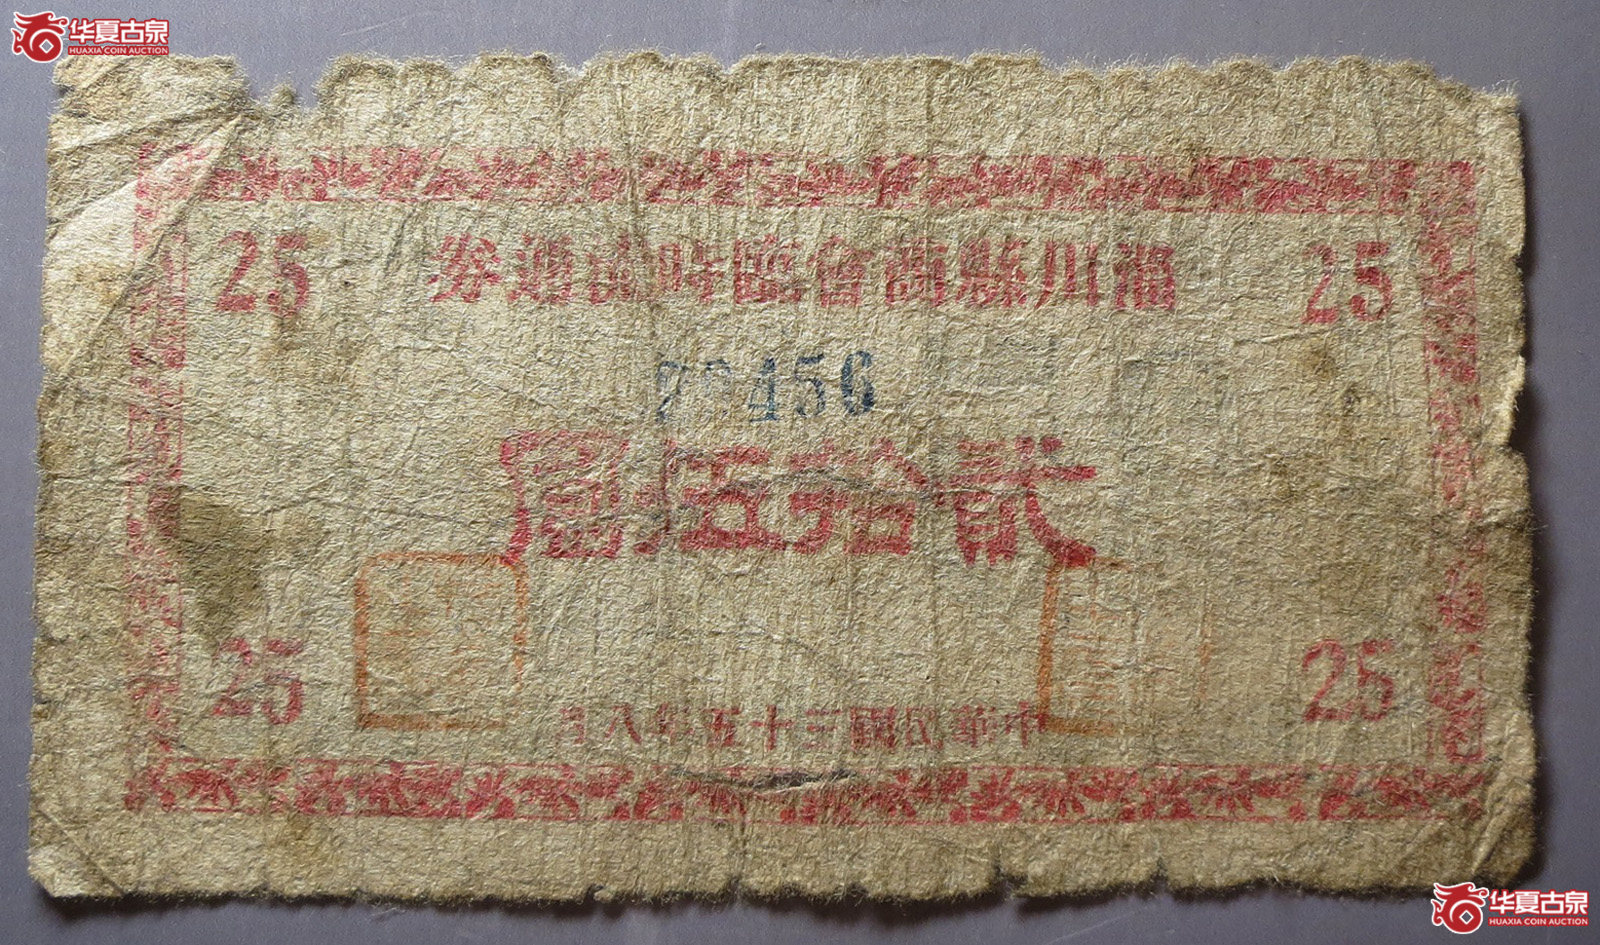 华夏古泉
HUAXIA COIN AUCTION
25 淄川縣商會臨時流通券 25
456
貳拾伍圓
25 25
中華民國三十五年八月
华夏古泉
HUAXIA COIN AUCTION